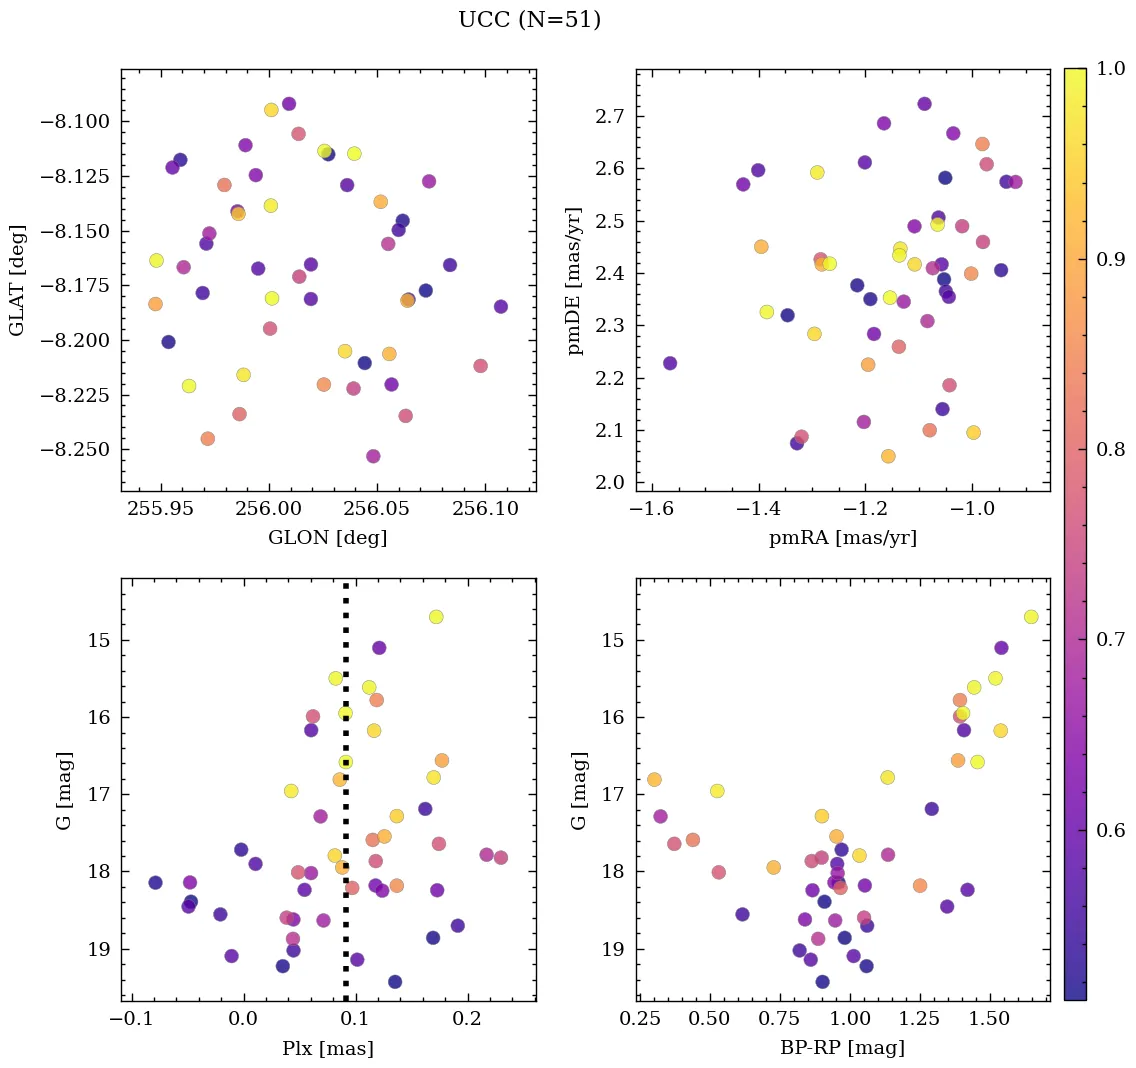 UCC (N=51)
−8.100
−8.125
−8.150
−8.175
−8.200
−8.225
−8.250
GLAT [deg]
255.95 256.00 256.05 256.10
GLON [deg]
2.7
2.6
2.5
2.4
2.3
2.2
2.1
2.0
pmDE [mas/yr]
−1.6 −1.4 −1.2 −1.0
pmRA [mas/yr]
1.0
0.9
0.8
0.7
0.6
15
16
17
18
19
G [mag]
−0.1 0.0 0.1 0.2
Plx [mas]
15
16
17
18
19
G [mag]
0.25 0.50 0.75 1.00 1.25 1.50
BP-RP [mag]